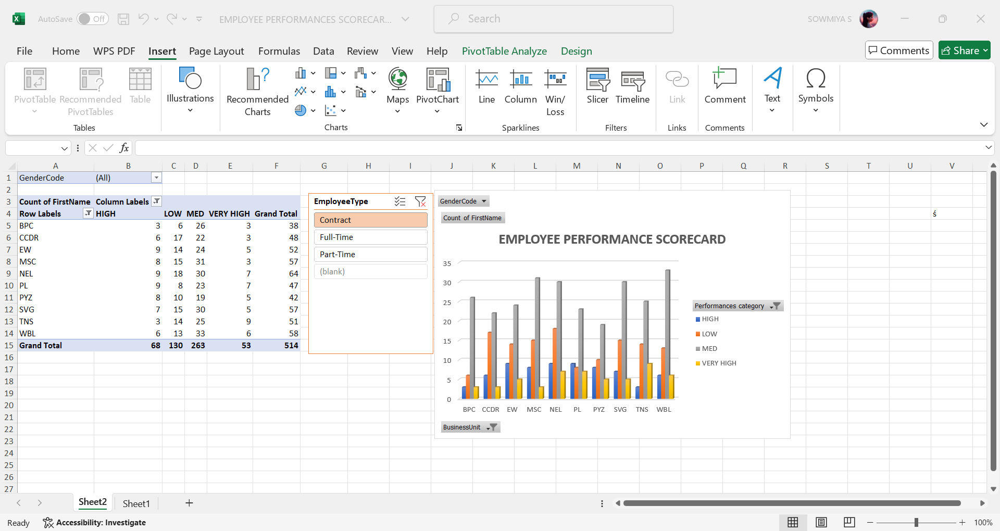 AutoSave Off EMPLOYEE PERFORMANCES SCORECAR... Search SOWMIYA S
File Home WPS PDF Insert Page Layout Formulas Data Review View Help PivotTable Analyze Design Comments Share
PivotTable Recommended PivotTables Table Illustrations Recommended Charts Maps PivotChart Line Column Win/ Loss Slicer Timeline Link Comment Text Symbols
Tables Charts Sparklines Filters Links Comments
fx
A B C D E F G H I J K L M N O P Q R S T U V
1 GenderCode (All)
2
3 Count of FirstName Column Labels
4 Row Labels HIGH LOW MED VERY HIGH Grand Total ś
5 BPC 3 6 26 3 38
6 CCDR 6 17 22 3 48
7 EW 9 14 24 5 52
8 MSC 8 15 31 3 57
9 NEL 9 18 30 7 64
10 PL 9 8 23 7 47
11 PYZ 8 10 19 5 42
12 SVG 7 15 30 5 57
13 TNS 3 14 25 9 51
14 WBL 6 13 33 6 58
15 Grand Total 68 130 263 53 514
16
17
18
19
20
21
22
23
24
25
26
27
EmployeeType
Contract
Full-Time
Part-Time
(blank)
GenderCode
Count of FirstName
EMPLOYEE PERFORMANCE SCORECARD
35
30
25
20
15
10
5
0
BPC CCDR EW MSC NEL PL PYZ SVG TNS WBL
Performances category
HIGH
LOW
MED
VERY HIGH
BusinessUnit
Sheet2 Sheet1
Ready Accessibility: Investigate 100%